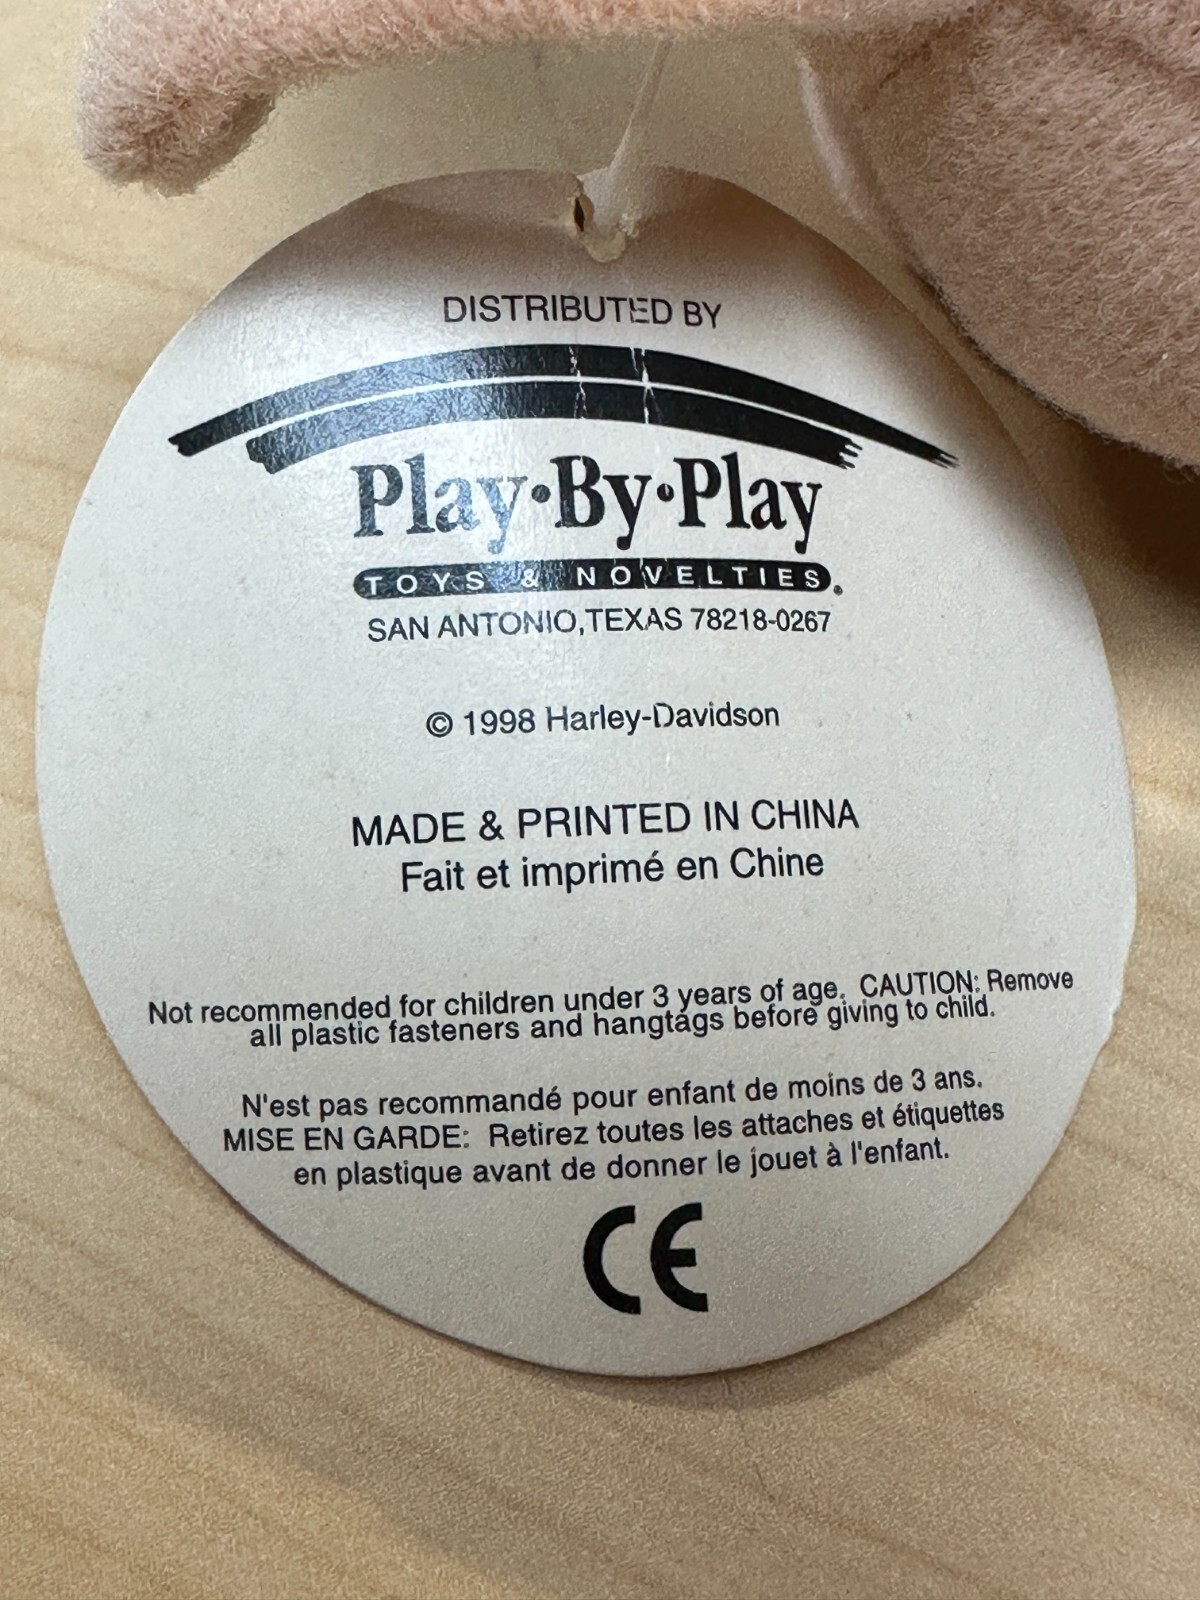 DISTRIBUTED BY
Play·By·Play
TOYS & NOVELTIES®
SAN ANTONIO, TEXAS 78218-0267
© 1998 Harley-Davidson
MADE & PRINTED IN CHINA
Fait et imprimé en Chine
Not recommended for children under 3 years of age. CAUTION: Remove
all plastic fasteners and hangtags before giving to child.
N'est pas recommandé pour enfant de moins de 3 ans.
MISE EN GARDE: Retirez toutes les attaches et étiquettes
en plastique avant de donner le jouet à l'enfant.
CE